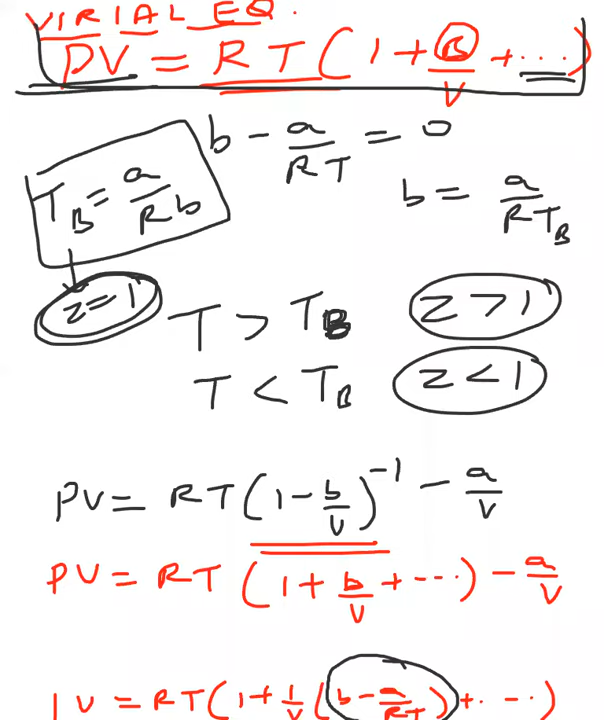 VIRIAL EQ.
PV = RT(1 + B/V + ...)
b - a/RT = 0
T_B = a/Rb
b = a/RT_B
z = 1
T > T_B z > 1
T < T_B z < 1
PV = RT(1 - b/V)^-1 - a/V
PV = RT(1 + b/V + ...) - a/V
PV = RT(1 + 1/V(b - a/RT) + ...)